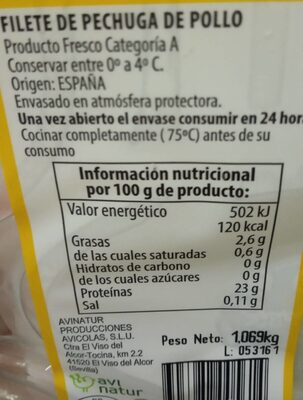 FILETE DE PECHUGA DE POLLO
Producto Fresco Categoría A
Conservar entre 0º a 4º C.
Origen: ESPAÑA
Envasado en atmósfera protectora.
Una vez abierto el envase consumir en 24 hor
Cocinar completamente (75ºC) antes de su
consumo
Información nutricional
por 100 g de producto:
Valor energético 502 kJ
120 kcal
Grasas 2,6 g
de las cuales saturadas 0,6 g
Hidratos de carbono 0 g
de los cuales azúcares 0 g
Proteínas 23 g
Sal 0,11 g
AVINATUR
PRODUCCIONES
AVICOLAS, S.L.U.
Ctra El Viso del
Alcor-Tocina, km 2.2
41520 El Viso del Alcor
(Sevilla)
Peso Neto: 1,069kg
L: 053161
avi
natur